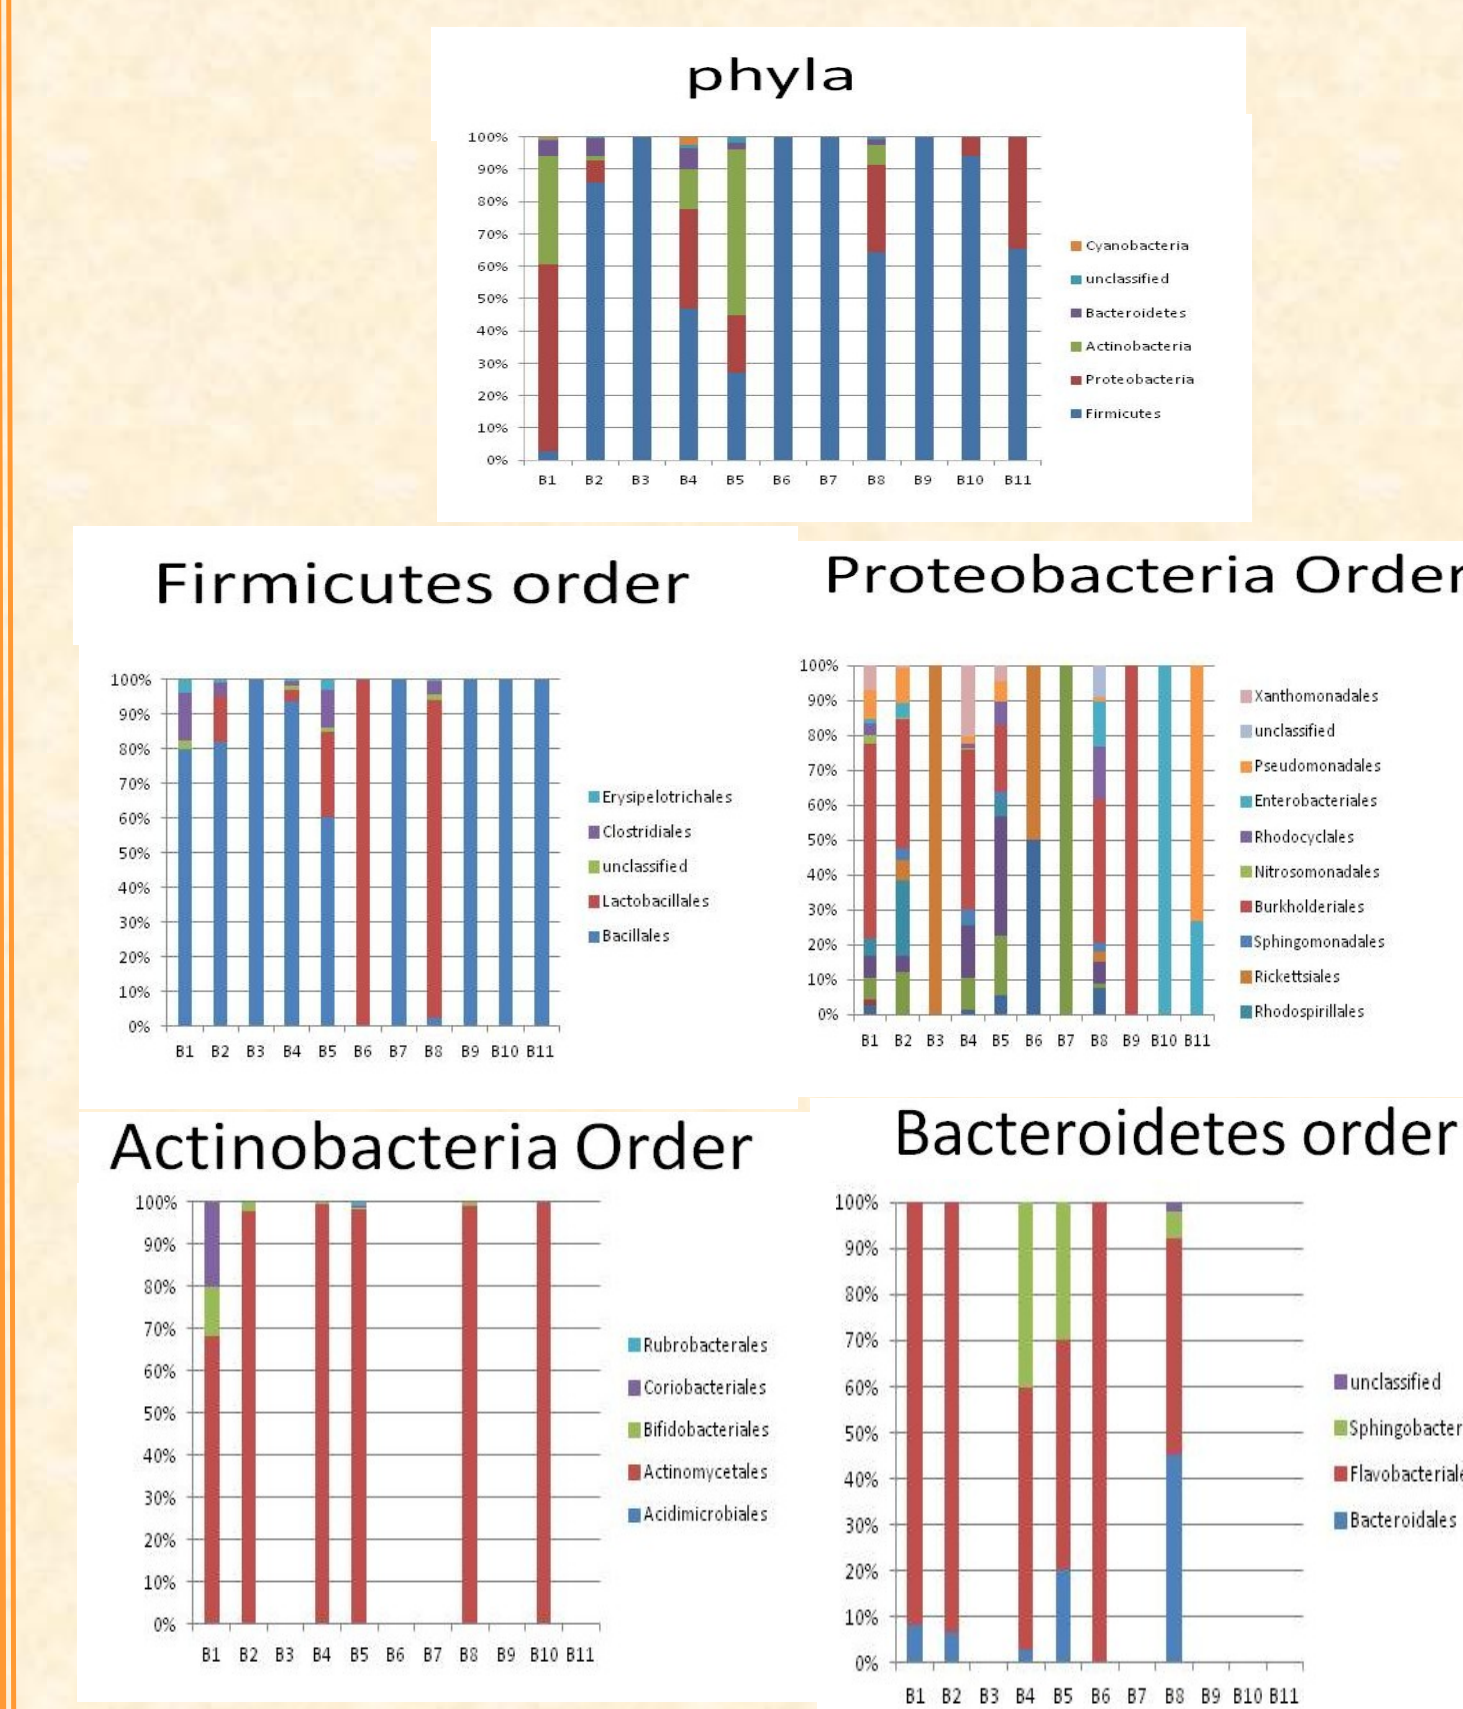 phyla
100%
90%
80%
70%
60%
50%
40%
30%
20%
10%
0%
B1 B2 B3 B4 B5 B6 B7 B8 B9 B10 B11
Cyanobacteria
unclassified
Bacteroidetes
Actinobacteria
Proteobacteria
Firmicutes
Firmicutes order
100%
90%
80%
70%
60%
50%
40%
30%
20%
10%
0%
B1 B2 B3 B4 B5 B6 B7 B8 B9 B10 B11
Erysipelotrichales
Clostridiales
unclassified
Lactobacillales
Bacillales
Proteobacteria Order
100%
90%
80%
70%
60%
50%
40%
30%
20%
10%
0%
B1 B2 B3 B4 B5 B6 B7 B8 B9 B10 B11
Xanthomonadales
unclassified
Pseudomonadales
Enterobacteriales
Rhodocyclales
Nitrosomonadales
Burkholderiales
Sphingomonadales
Rickettsiales
Rhodospirillales
Actinobacteria Order
100%
90%
80%
70%
60%
50%
40%
30%
20%
10%
0%
B1 B2 B3 B4 B5 B6 B7 B8 B9 B10 B11
Rubrobacterales
Coriobacteriales
Bifidobacteriales
Actinomycetales
Acidimicrobiales
Bacteroidetes order
100%
90%
80%
70%
60%
50%
40%
30%
20%
10%
0%
B1 B2 B3 B4 B5 B6 B7 B8 B9 B10 B11
unclassified
Sphingobacter
Flavobacteriale
Bacteroidales